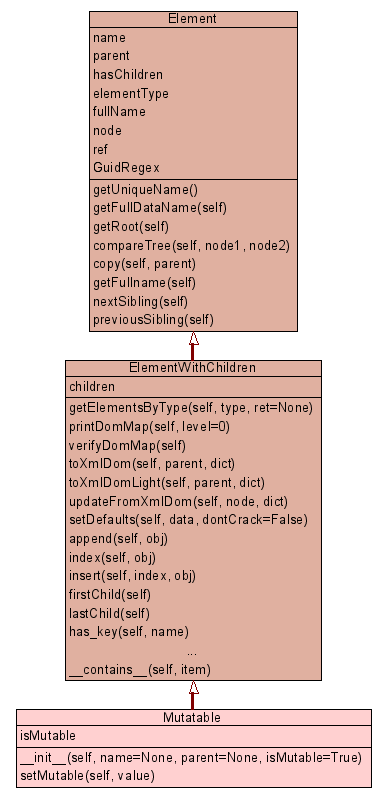 Element
name
parent
hasChildren
elementType
fullName
node
ref
GuidRegex
getUniqueName()
getFullDataName(self)
getRoot(self)
compareTree(self, node1, node2)
copy(self, parent)
getFullname(self)
nextSibling(self)
previousSibling(self)
ElementWithChildren
children
getElementsByType(self, type, ret=None)
printDomMap(self, level=0)
verifyDomMap(self)
toXmlDom(self, parent, dict)
toXmlDomLight(self, parent, dict)
updateFromXmlDom(self, node, dict)
setDefaults(self, data, dontCrack=False)
append(self, obj)
index(self, obj)
insert(self, index, obj)
firstChild(self)
lastChild(self)
has_key(self, name)
...
__contains__(self, item)
Mutatable
isMutable
__init__(self, name=None, parent=None, isMutable=True)
setMutable(self, value)